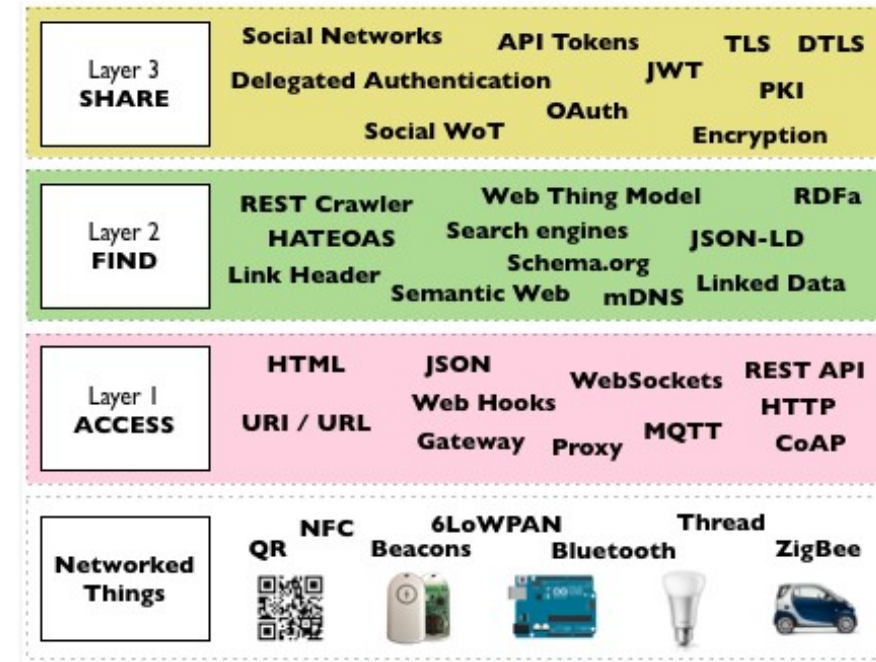 Layer 3
SHARE
Social Networks
API Tokens
TLS
DTLS
Delegated Authentication
JWT
PKI
OAuth
Social WoT
Encryption
Layer 2
FIND
REST Crawler
Web Thing Model
RDFa
HATEOAS
Search engines
JSON-LD
Link Header
Schema.org
Semantic Web
mDNS
Linked Data
Layer 1
ACCESS
HTML
JSON
WebSockets
REST API
Web Hooks
HTTP
URI / URL
Gateway
Proxy
MQTT
CoAP
Networked
Things
NFC
6LoWPAN
Thread
QR
Beacons
Bluetooth
ZigBee